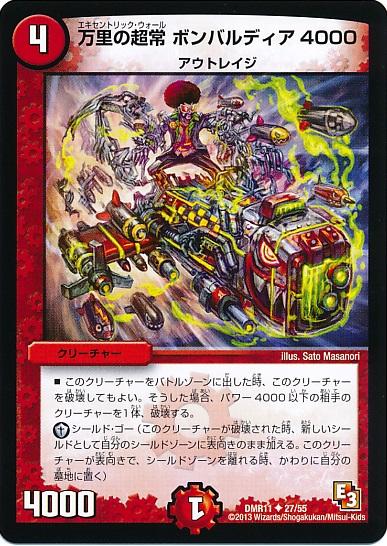 4
エキセントリック・ウォール
万里の超常 ボンバルディア 4000
アウトレイジ
illus. Sato Masanori
クリーチャー
■ このクリーチャーをバトルゾーンに出した時、このクリーチャー
を破壊してもよい。そうした場合、パワー4000以下の相手の
クリーチャーを1体、破壊する。
シールド・ゴー(このクリーチャーが破壊された時、新しいシー
ルドとして自分のシールドゾーンに表向きのまま加える。このクリ
ーチャーが表向きで、シールドゾーンを離れる時、かわりに自分の
墓地に置く)
4000
1
E3
DMR11 ◆ 27/55
©2013 Wizards/Shogakukan/Mitsui-Kids